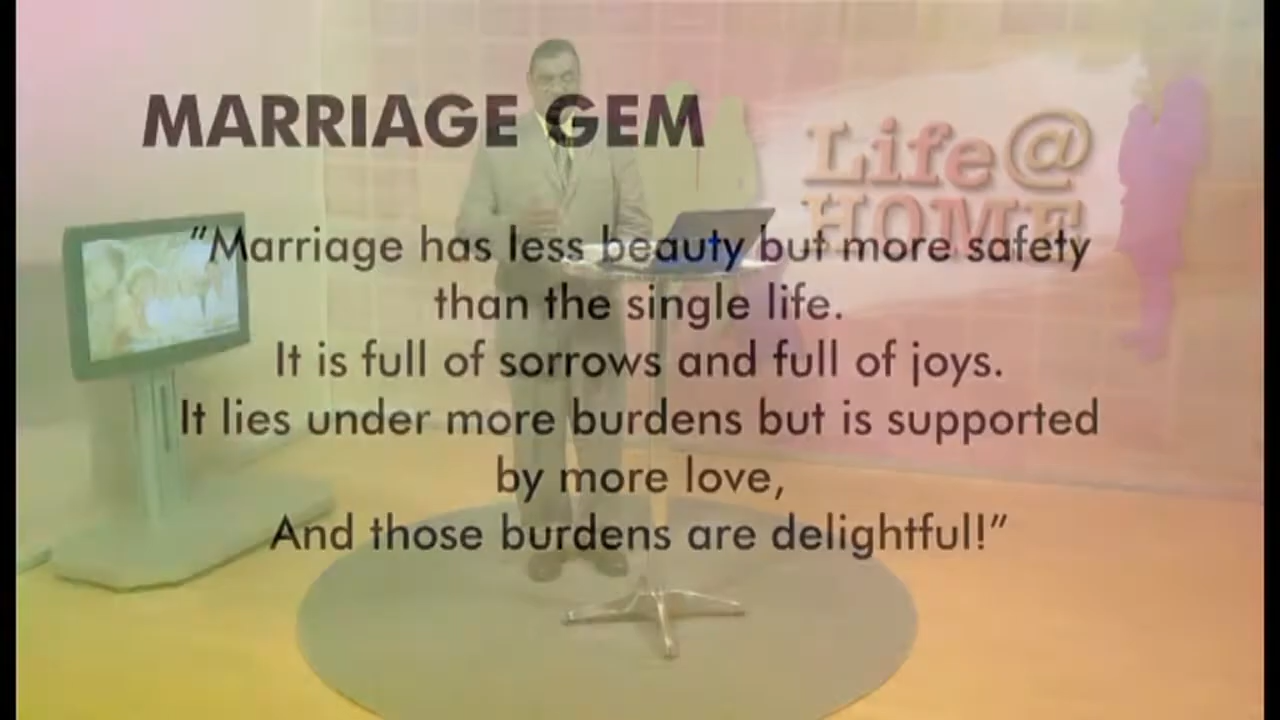 MARRIAGE GEM
Life@
HOME
“Marriage has less beauty but more safety
than the single life.
It is full of sorrows and full of joys.
It lies under more burdens but is supported
by more love,
And those burdens are delightful!”